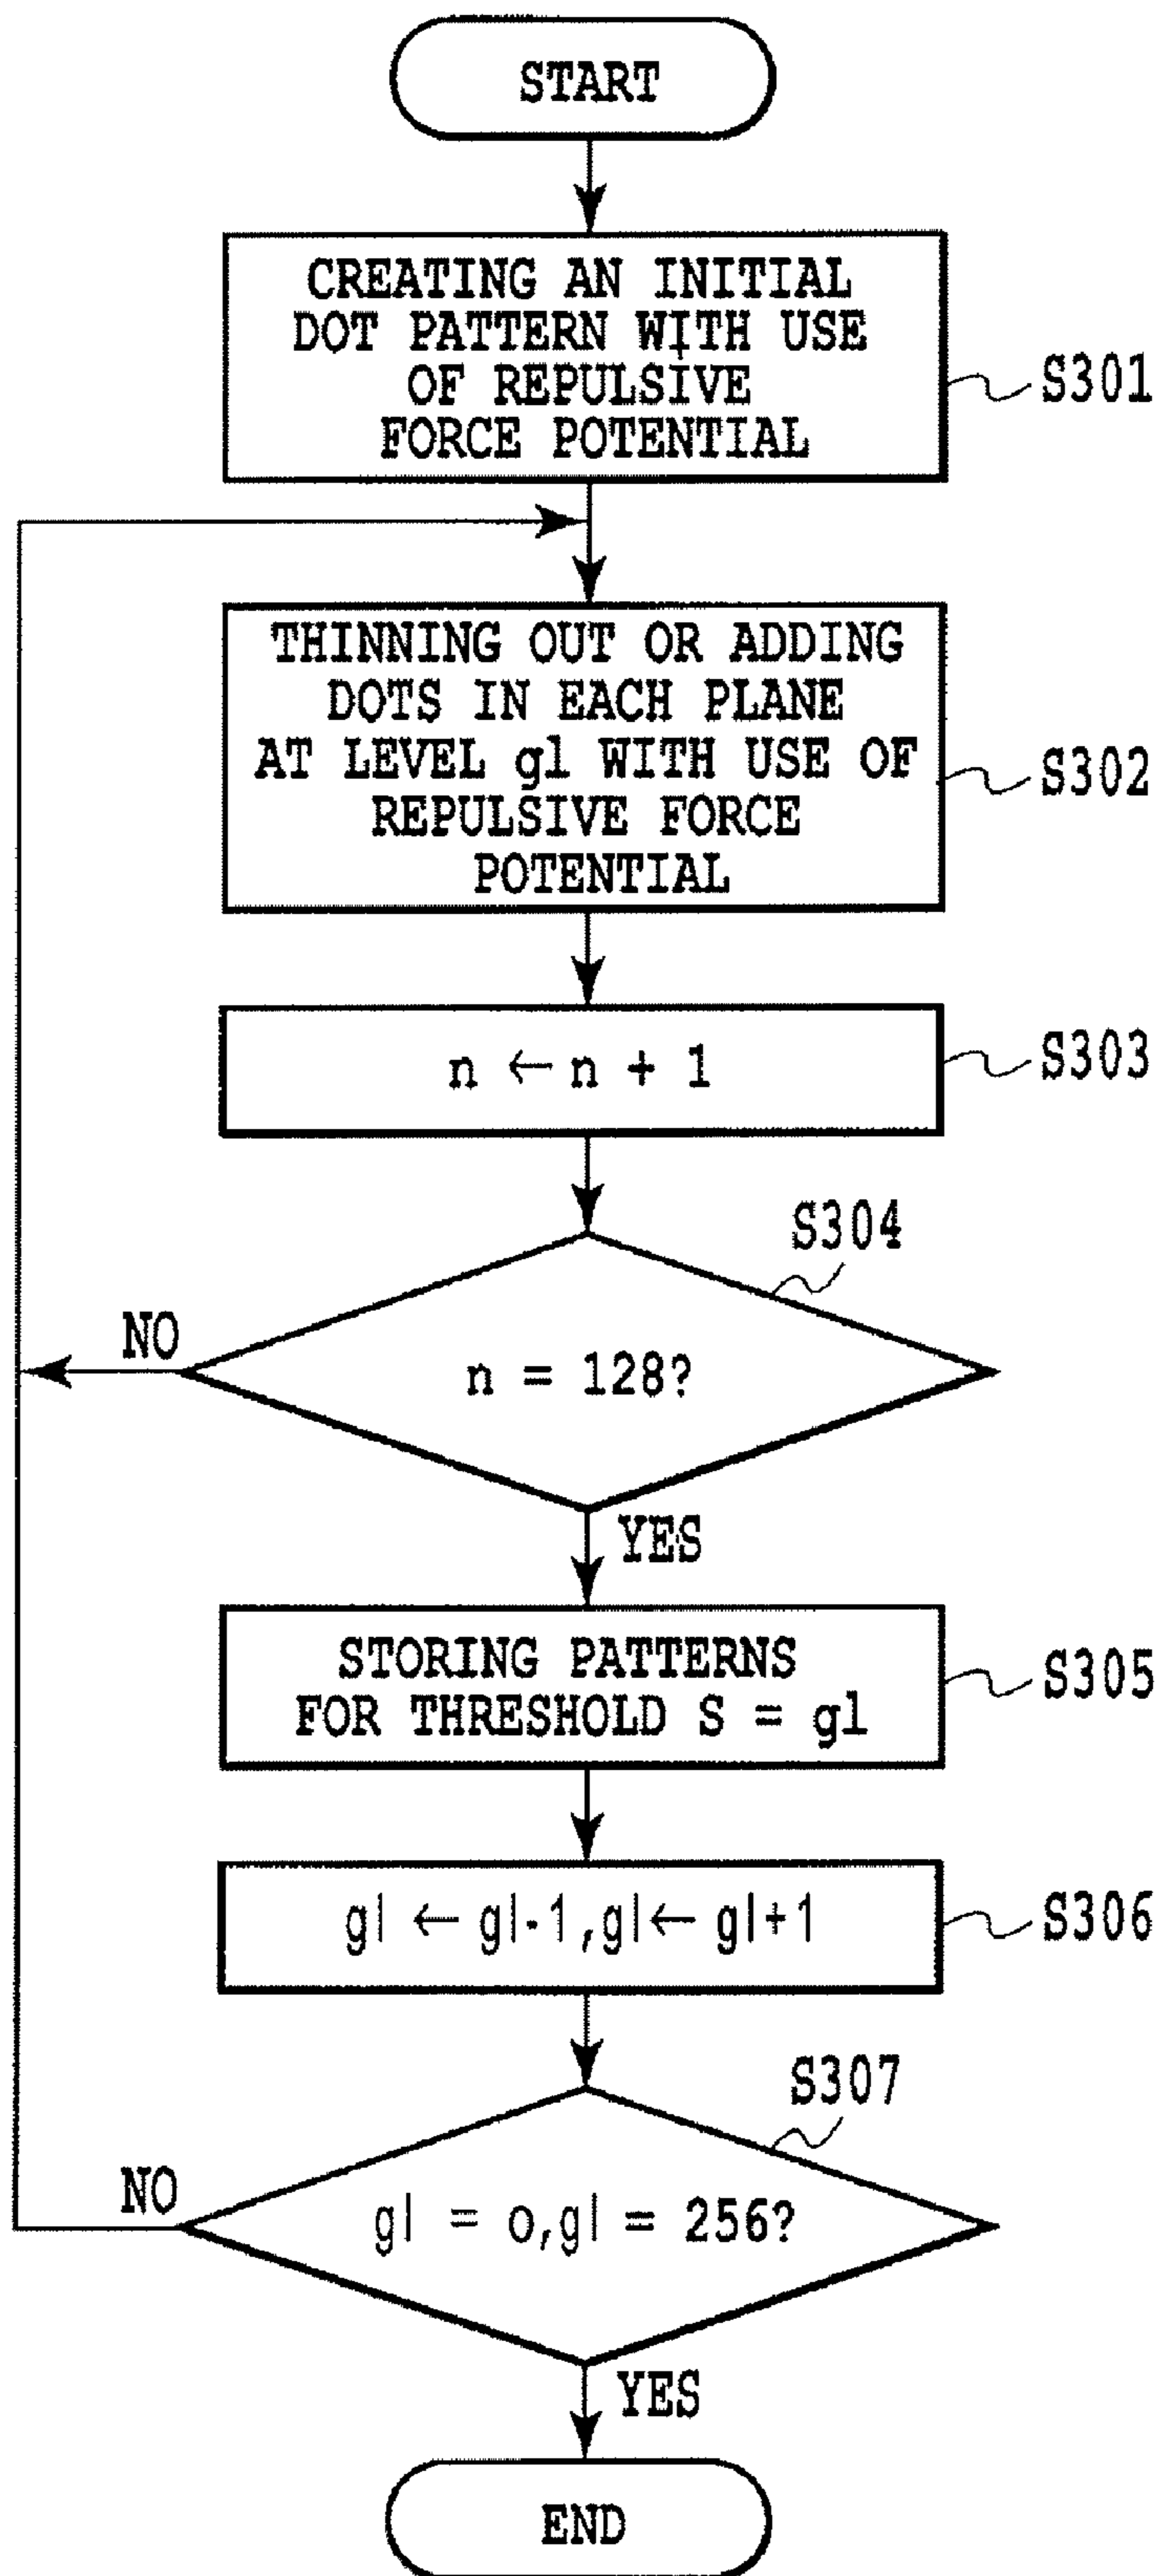 START
CREATING AN INITIAL
DOT PATTERN WITH USE
OF REPULSIVE
FORCE POTENTIAL
S301
THINNING OUT OR ADDING
DOTS IN EACH PLANE
AT LEVEL gl WITH USE OF
REPULSIVE FORCE
POTENTIAL
S302
n ← n + 1
S303
S304
NO
n = 128?
YES
STORING PATTERNS
FOR THRESHOLD S = gl
S305
gl ← gl-1,gl← gl+1
S306
S307
NO
gl = o,gl = 256?
YES
END